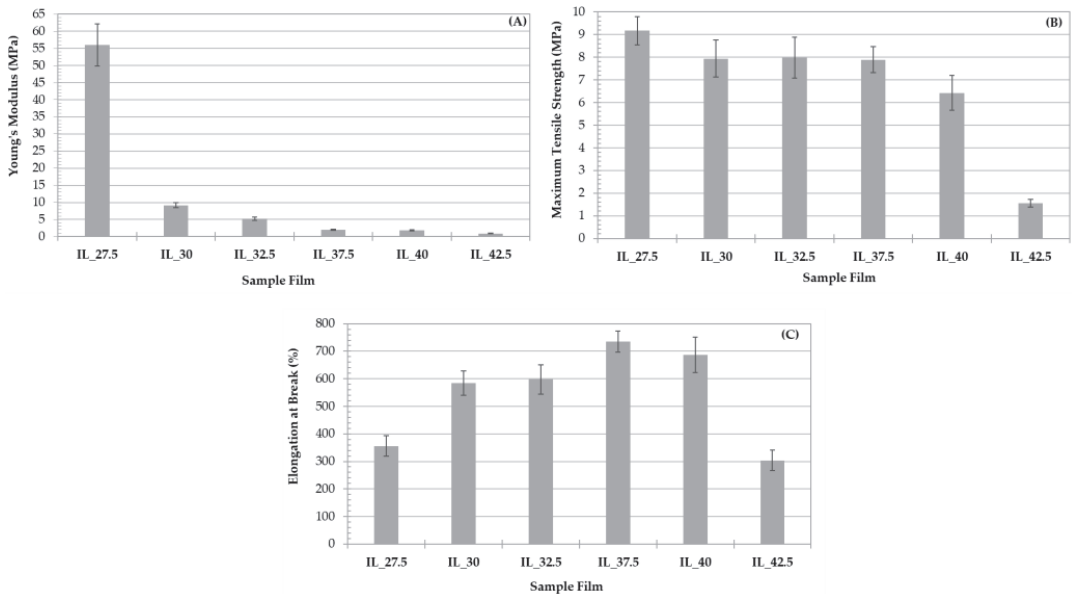 (A)
Young's Modulus (MPa)
65
60
55
50
45
40
35
30
25
20
15
10
5
0
IL_27.5 IL_30 IL_32.5 IL_37.5 IL_40 IL_42.5
Sample Film
(B)
Maximum Tensile Strength (MPa)
10
9
8
7
6
5
4
3
2
1
0
IL_27.5 IL_30 IL_32.5 IL_37.5 IL_40 IL_42.5
Sample Film
(C)
Elongation at Break (%)
800
700
600
500
400
300
200
100
0
IL_27.5 IL_30 IL_32.5 IL_37.5 IL_40 IL_42.5
Sample Film